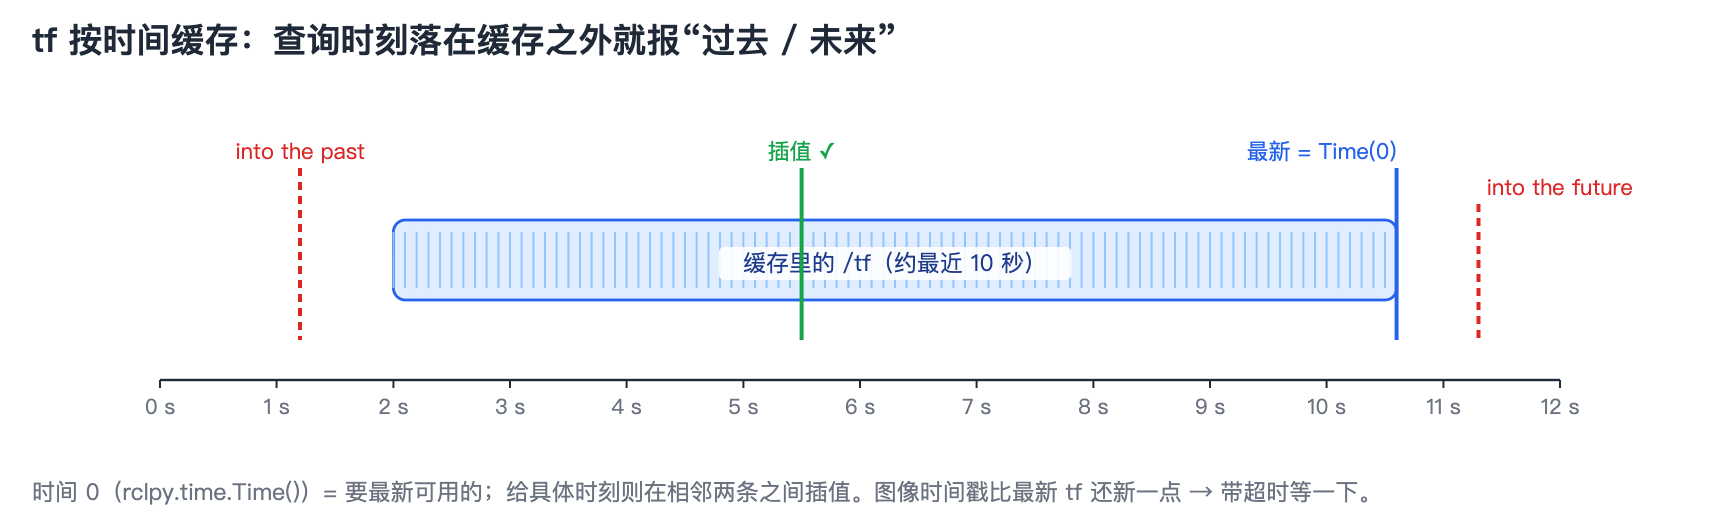 tf 按时间缓存：查询时刻落在缓存之外就报“过去 / 未来”
into the past
插值 ✓
最新 = Time(0)
into the future
缓存里的 /tf（约最近 10 秒）
0 s 1 s 2 s 3 s 4 s 5 s 6 s 7 s 8 s 9 s 10 s 11 s 12 s
时间 0（rclpy.time.Time()）= 要最新可用的；给具体时刻则在相邻两条之间插值。图像时间戳比最新 tf 还新一点 → 带超时等一下。